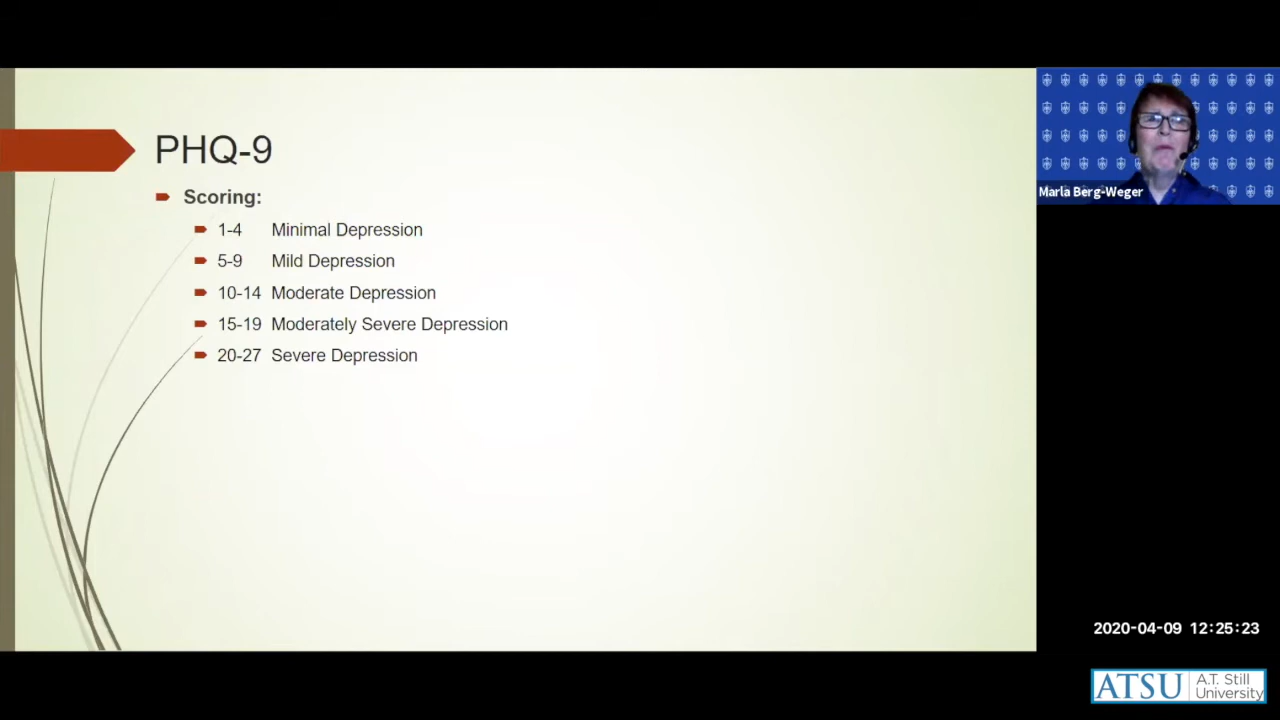 PHQ-9
Scoring:
1-4 Minimal Depression
5-9 Mild Depression
10-14 Moderate Depression
15-19 Moderately Severe Depression
20-27 Severe Depression
Marla Berg-Weger
2020-04-09 12:25:23
ATSU
A.T. Still
University